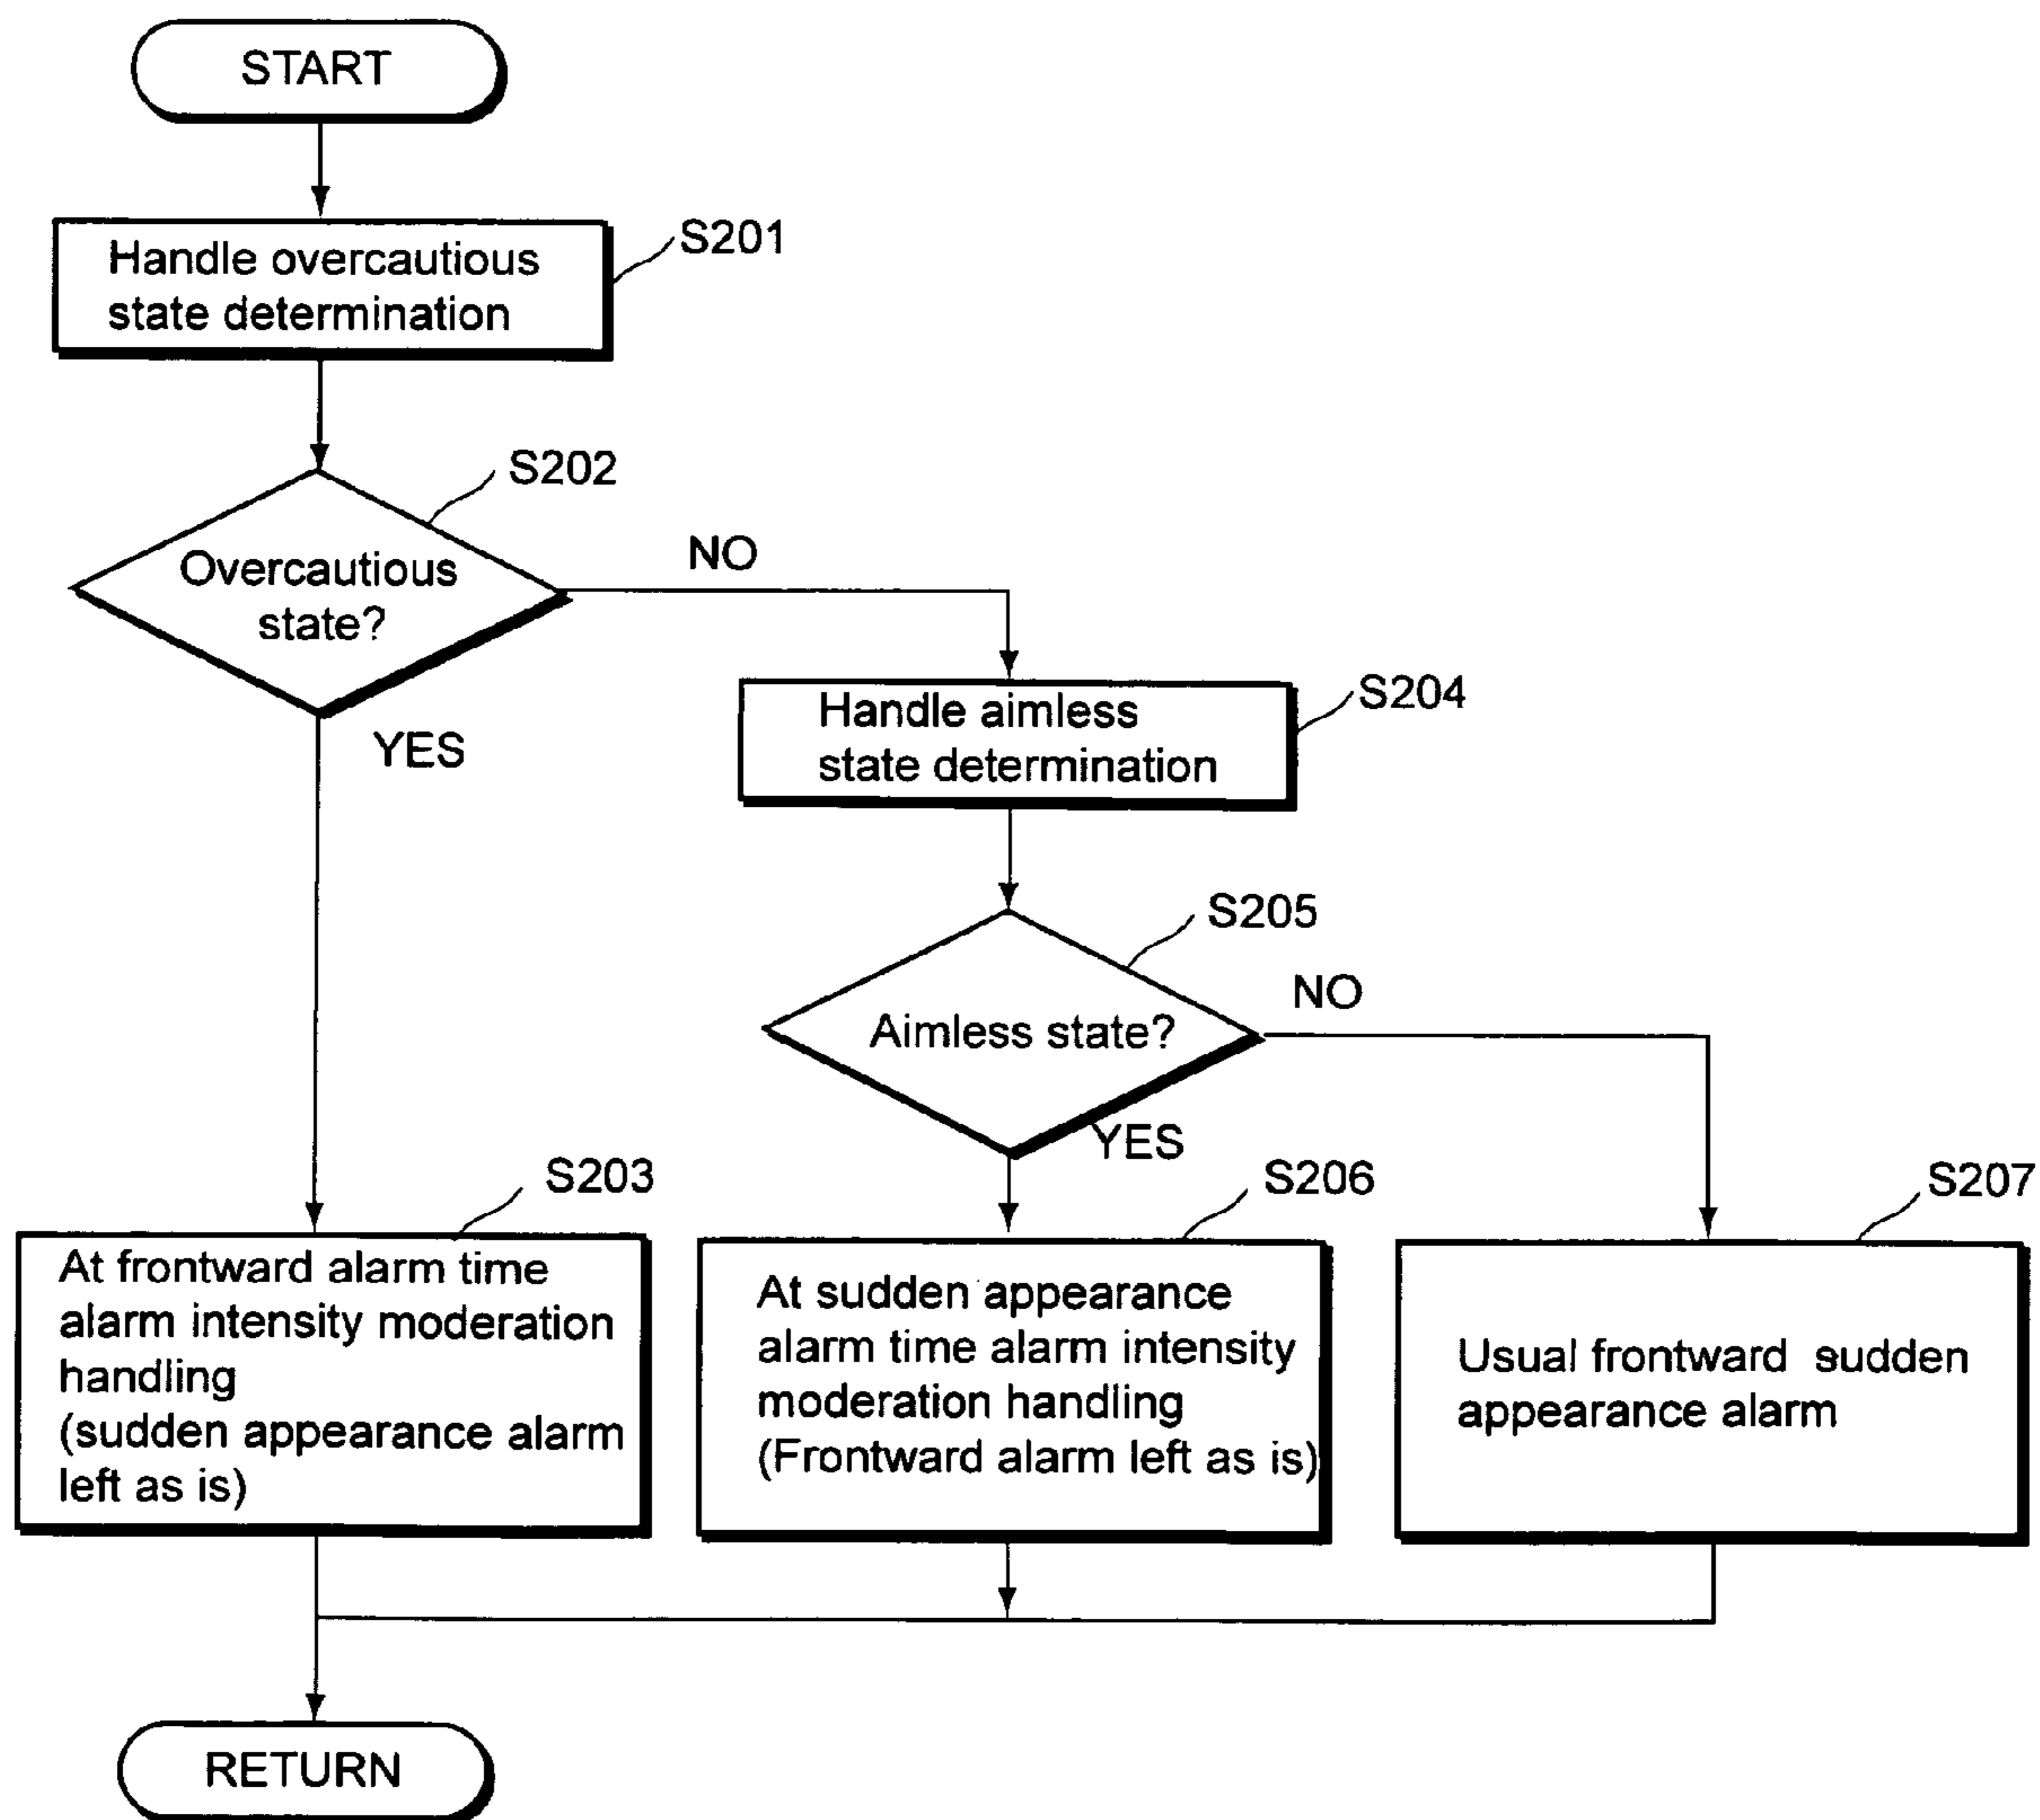 START
S201
Handle overcautious
state determination
S202
Overcautious
state?
NO
YES
S204
Handle aimless
state determination
S205
Aimless state?
NO
YES
S203
At frontward alarm time
alarm intensity moderation
handling
(sudden appearance alarm
left as is)
S206
At sudden appearance
alarm time alarm intensity
moderation handling
(Frontward alarm left as is)
S207
Usual frontward sudden
appearance alarm
RETURN